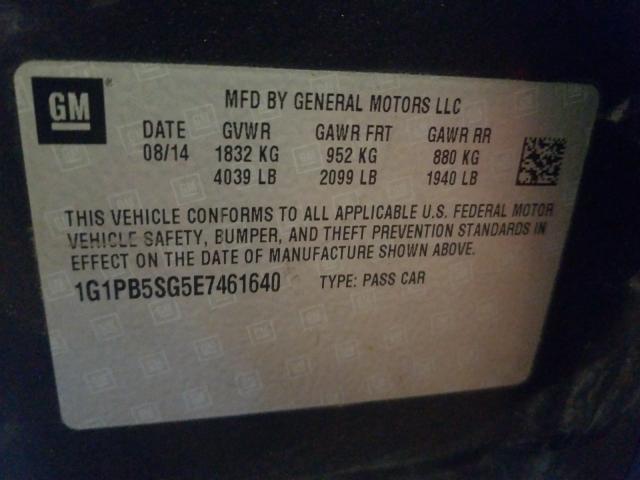 GM
MFD BY GENERAL MOTORS LLC
DATE GVWR GAWR FRT GAWR RR
08/14 1832 KG 952 KG 880 KG
4039 LB 2099 LB 1940 LB
THIS VEHICLE CONFORMS TO ALL APPLICABLE U.S. FEDERAL MOTOR
VEHICLE SAFETY, BUMPER, AND THEFT PREVENTION STANDARDS IN
EFFECT ON THE DATE OF MANUFACTURE SHOWN ABOVE.
1G1PB5SG5E7461640 TYPE: PASS CAR